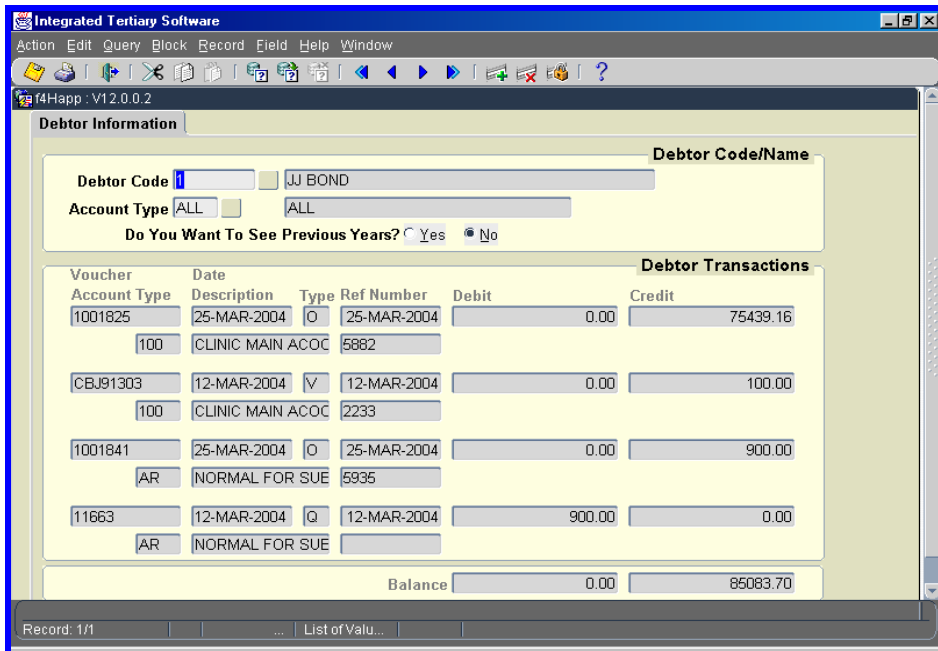 Integrated Tertiary Software
Action Edit Query Block Record Field Help Window
f4Happ : V12.0.0.2
Debtor Information
Debtor Code/Name
Debtor Code 1 JJ BOND
Account Type ALL ALL
Do You Want To See Previous Years? Yes No
Debtor Transactions
Voucher Date
Account Type Description Type Ref Number Debit Credit
1001825 25-MAR-2004 O 25-MAR-2004 0.00 75439.16
100 CLINIC MAIN ACOC 5882
CBJ91303 12-MAR-2004 V 12-MAR-2004 0.00 100.00
100 CLINIC MAIN ACOC 2233
1001841 25-MAR-2004 O 25-MAR-2004 0.00 900.00
AR NORMAL FOR SUE 5935
11663 12-MAR-2004 Q 12-MAR-2004 900.00 0.00
AR NORMAL FOR SUE
Balance 0.00 85083.70
Record: 1/1 ... List of Valu...